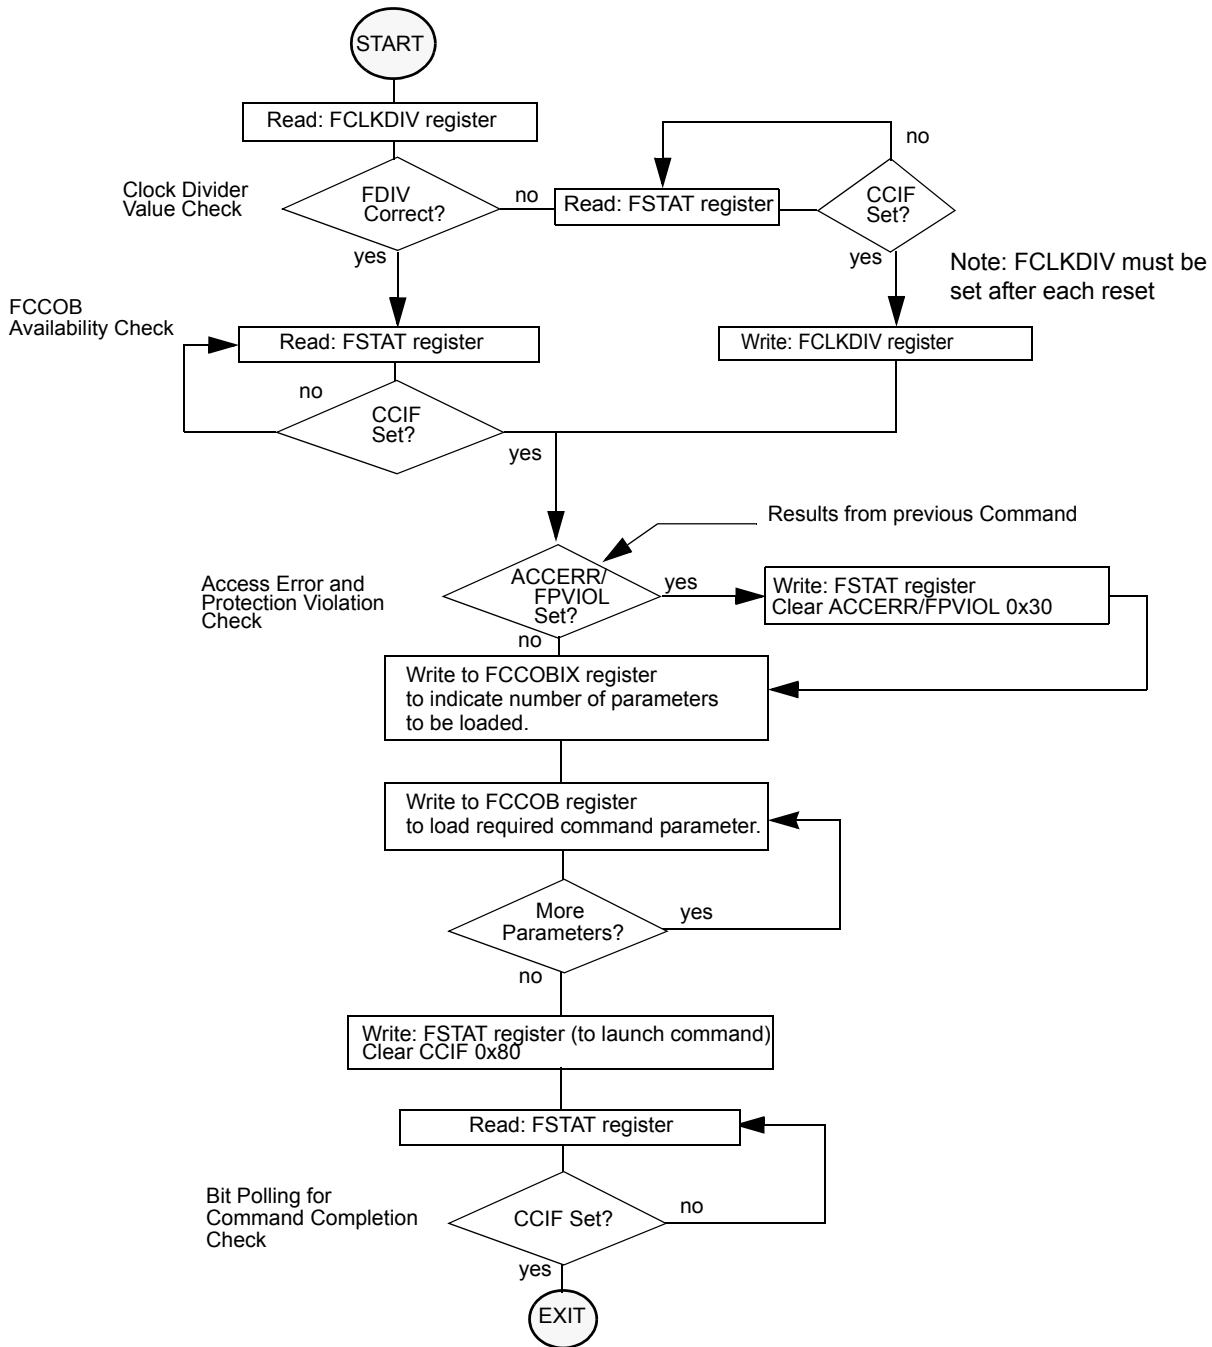 START
Read: FCLKDIV register
no
Clock Divider
Value Check
FDIV
Correct?
no
Read: FSTAT register
CCIF
Set?
yes
yes
Note: FCLKDIV must be
set after each reset
FCCOB
Availability Check
Read: FSTAT register
Write: FCLKDIV register
no
CCIF
Set?
yes
Results from previous Command
Access Error and
Protection Violation
Check
ACCERR/
FPVIOL
Set?
yes
Write: FSTAT register
Clear ACCERR/FPVIOL 0x30
no
Write to FCCOBIX register
to indicate number of parameters
to be loaded.
Write to FCCOB register
to load required command parameter.
More
Parameters?
yes
no
Write: FSTAT register (to launch command)
Clear CCIF 0x80
Read: FSTAT register
Bit Polling for
Command Completion
Check
CCIF Set?
no
yes
EXIT